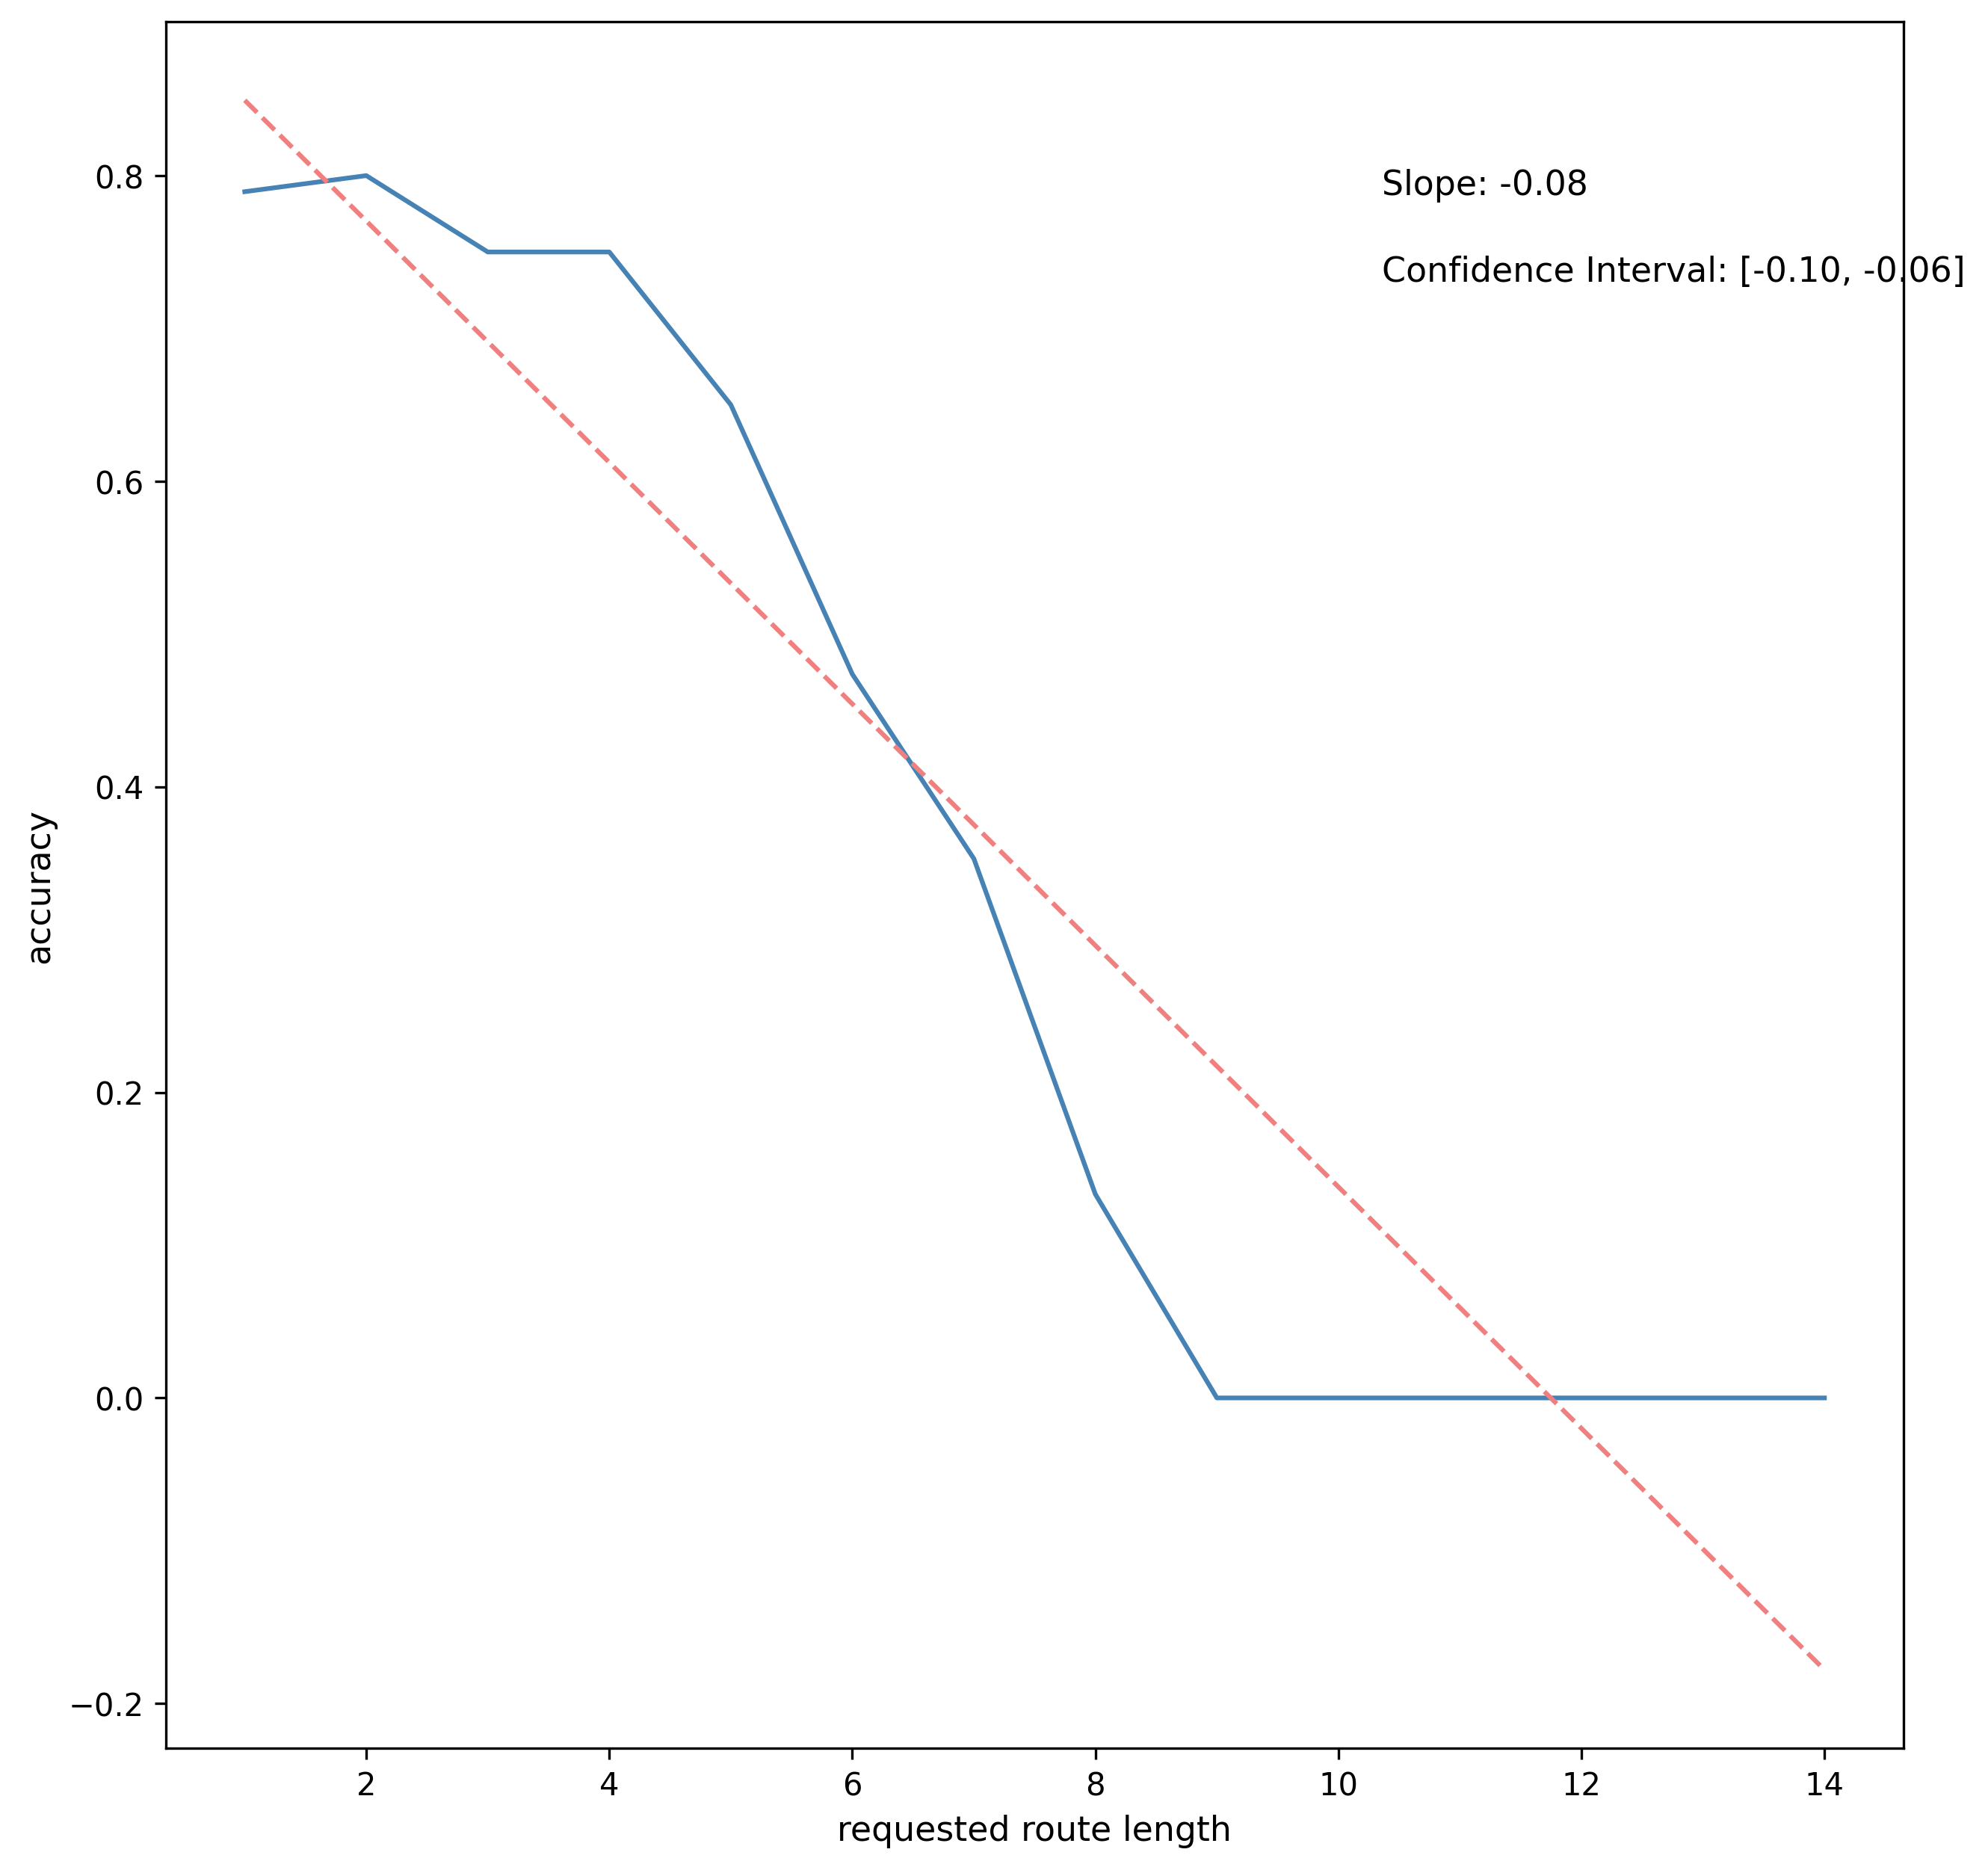 Slope: -0.08
Confidence Interval: [-0.10, -0.06]
0.8
0.6
0.4
0.2
0.0
−0.2
accuracy
2 4 6 8 10 12 14
requested route length